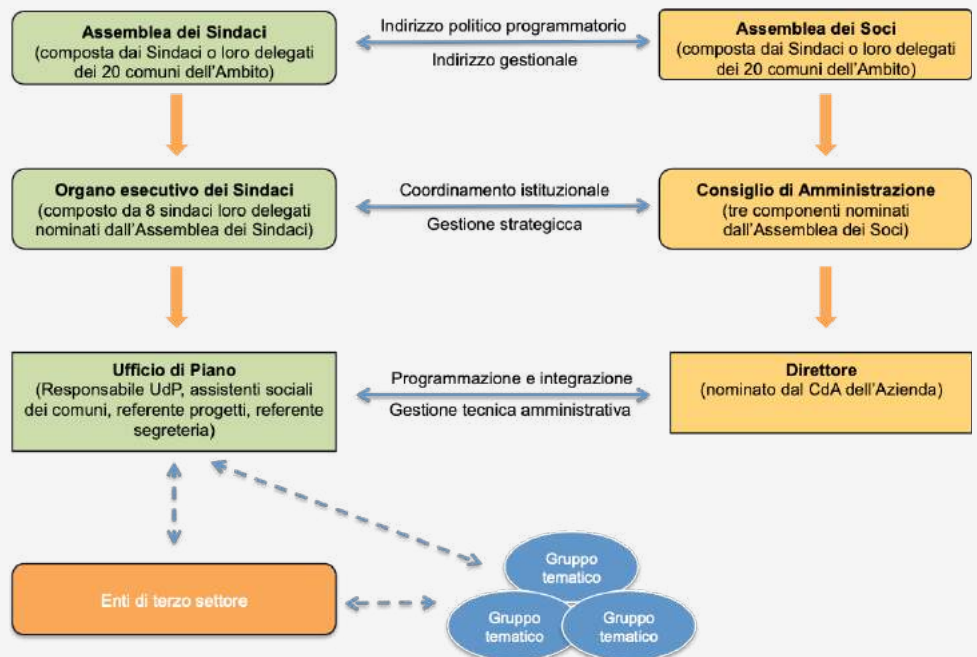 Assemblea dei Sindaci
(composta dai Sindaci o loro delegati
dei 20 comuni dell'Ambito)
Indirizzo politico programmatorio
Indirizzo gestionale
Assemblea dei Soci
(composta dai Sindaci o loro delegati
dei 20 comuni dell'Ambito)
Organo esecutivo dei Sindaci
(composto da 8 sindaci loro delegati
nominati dall'Assemblea dei Sindaci)
Coordinamento istituzionale
Gestione strategicca
Consiglio di Amministrazione
(tre componenti nominati
dall'Assemblea dei Soci)
Ufficio di Piano
(Responsabile UdP, assistenti sociali
dei comuni, referente progetti, referente
segreteria)
Programmazione e integrazione
Gestione tecnica amministrativa
Direttore
(nominato dal CdA dell'Azienda)
Enti di terzo settore
Gruppo
tematico
Gruppo
tematico
Gruppo
tematico